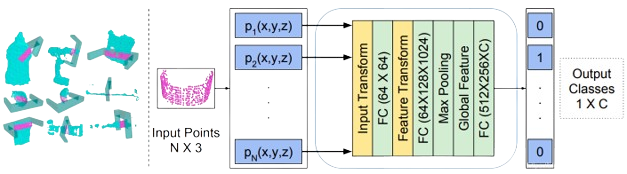 Input Points
N X 3
p1(x,y,z)
p2(x,y,z)
.
.
.
pN(x,y,z)
Input Transform
FC (64 X 64)
Feature Transform
FC (64X128X1024)
Max Pooling
Global Feature
FC (512X256XC)
0
1
.
.
.
0
Output
Classes
1 X C